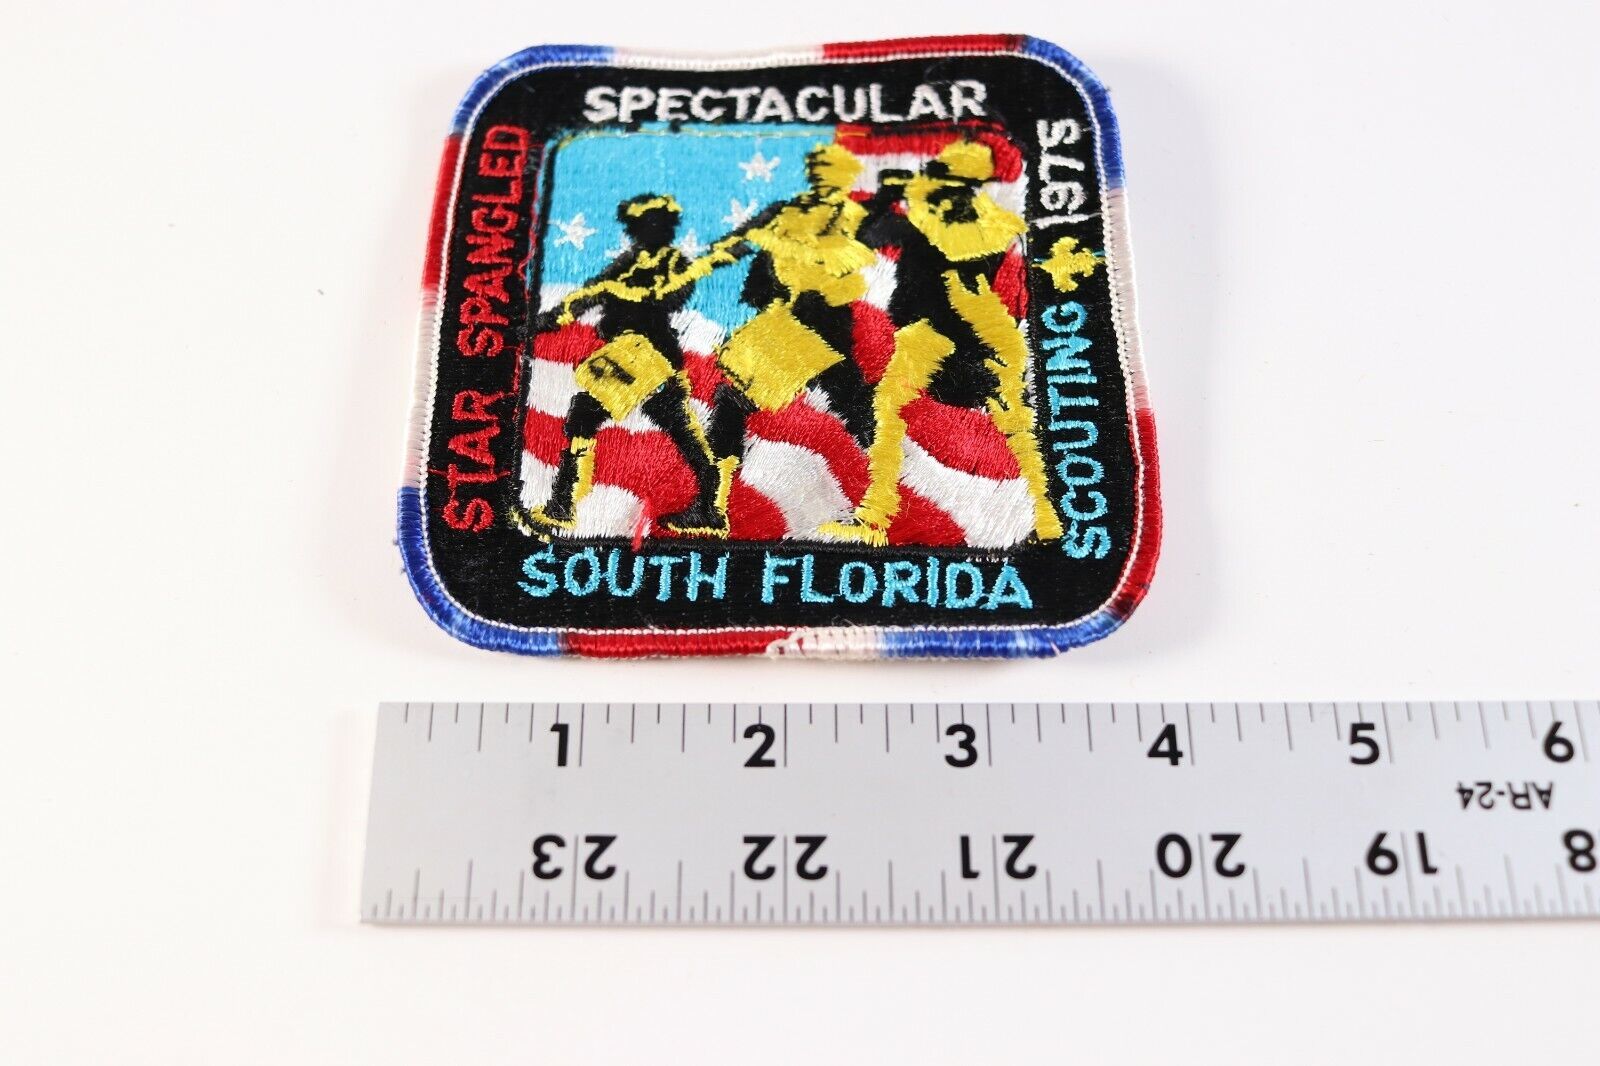 STAR SPANGLED
SPECTACULAR
1975
SCOUTING
SOUTH FLORIDA
1 2 3 4 5 6
AR-24
23 22 21 20 19 18